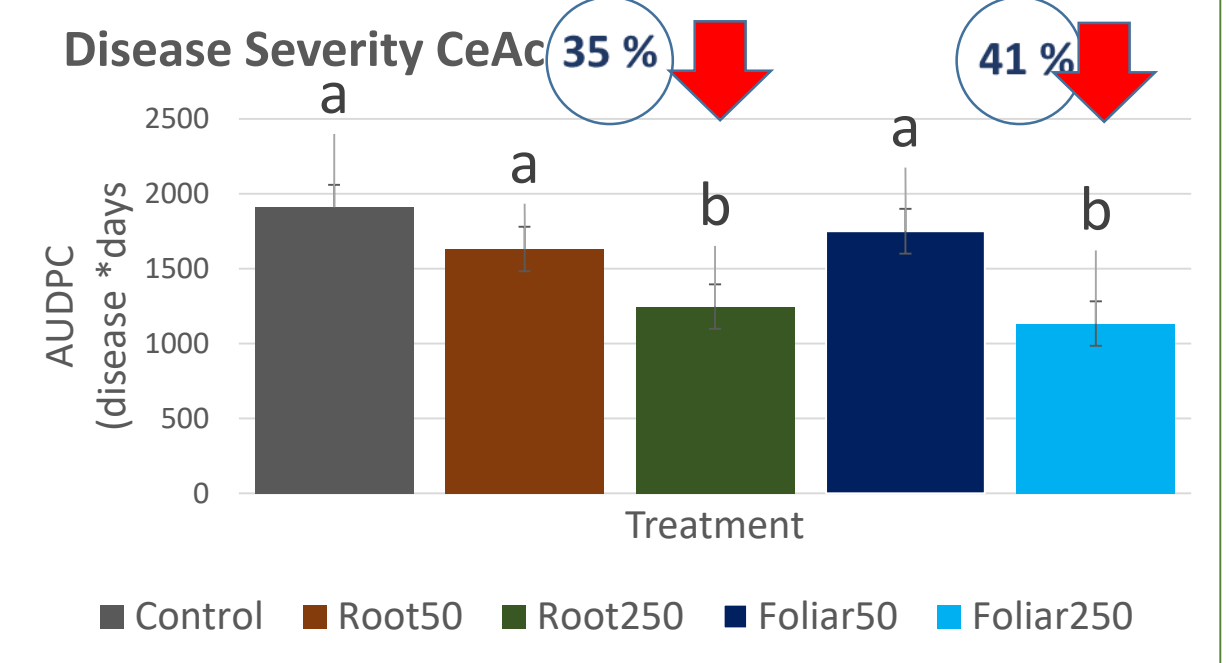 Disease Severity CeAc
35 %
41 %
a
a
b
a
b
2500
2000
1500
1000
500
0
AUDPC
(disease *days
Treatment
Control
Root50
Root250
Foliar50
Foliar250